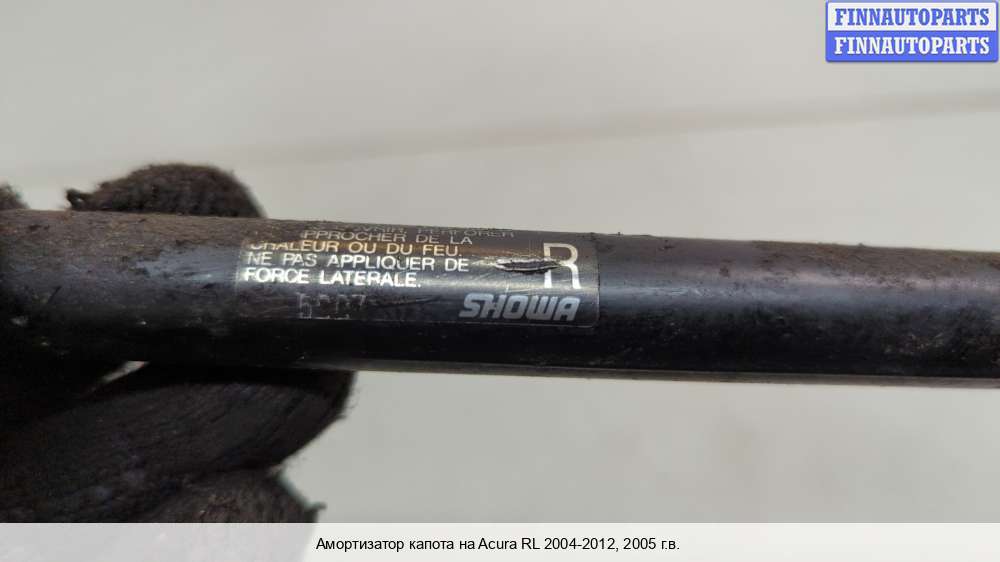 FINNAUTOPARTS
FINNAUTOPARTS
PERFORER
DE LA
CHALEUR OU DU FEU.
NE PAS APPLIQUER DE
FORCE LATERALE.
R
SHOWA
Амортизатор капота на Acura RL 2004-2012, 2005 г.в.